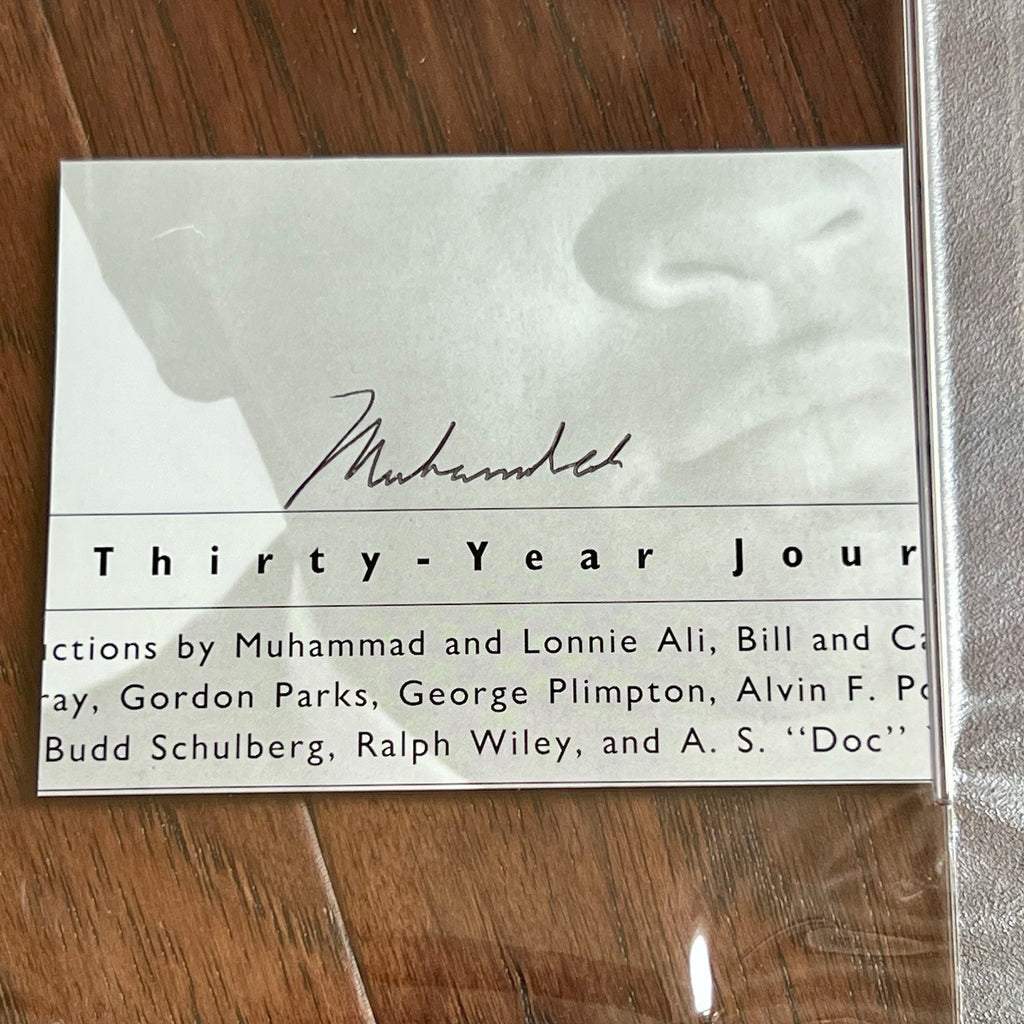 Muhammad
Thirty-Year Jour
ctions by Muhammad and Lonnie Ali, Bill and Ca
ray, Gordon Parks, George Plimpton, Alvin F. Po
Budd Schulberg, Ralph Wiley, and A. S. “Doc”